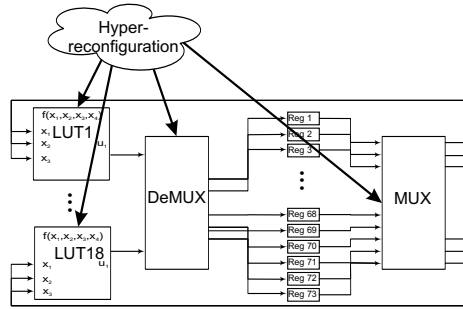 Hyper-
reconfiguration
f(x₁,x₂,x₃,x₄)
LUT1
x₁
x₂
x₃
u₁
DeMUX
f(x₁,x₂,x₃,x₄)
LUT18
x₁
x₂
x₃
u₁
Reg 1
Reg 2
Reg 3
Reg 68
Reg 69
Reg 70
Reg 71
Reg 72
Reg 73
MUX